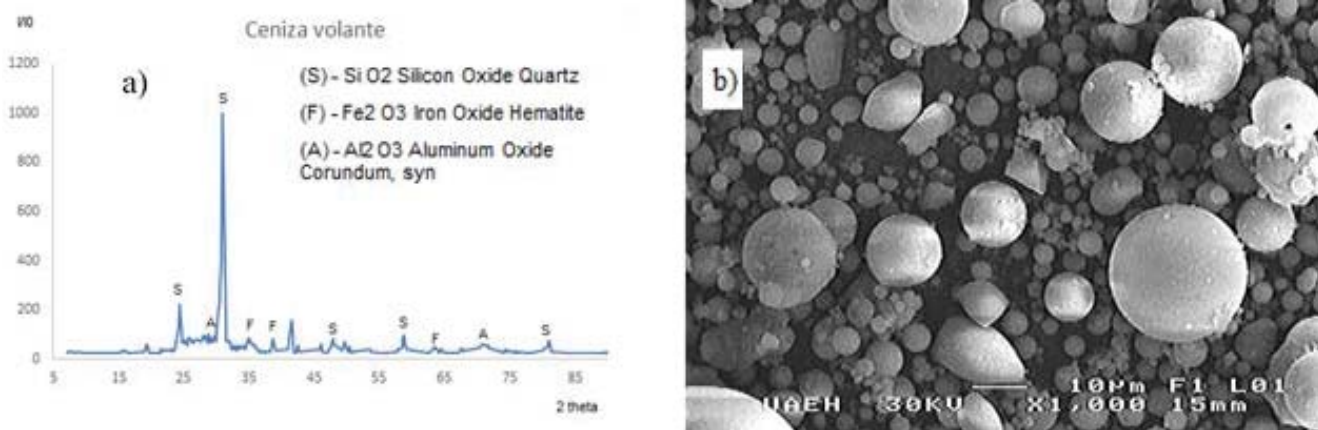 I/I0
Ceniza volante
1200
a)
(S) - Si O2 Silicon Oxide Quartz
S
1000
(F) - Fe2 O3 Iron Oxide Hematite
800
(A) - Al2 O3 Aluminum Oxide
Corundum, syn
600
400
S
200
A
F
F
S
S
F
A
S
0
5
15
25
35
45
55
65
75
85
2 theta
b)
10µm F1 L01
UAEH 30KV X1,000 15mm